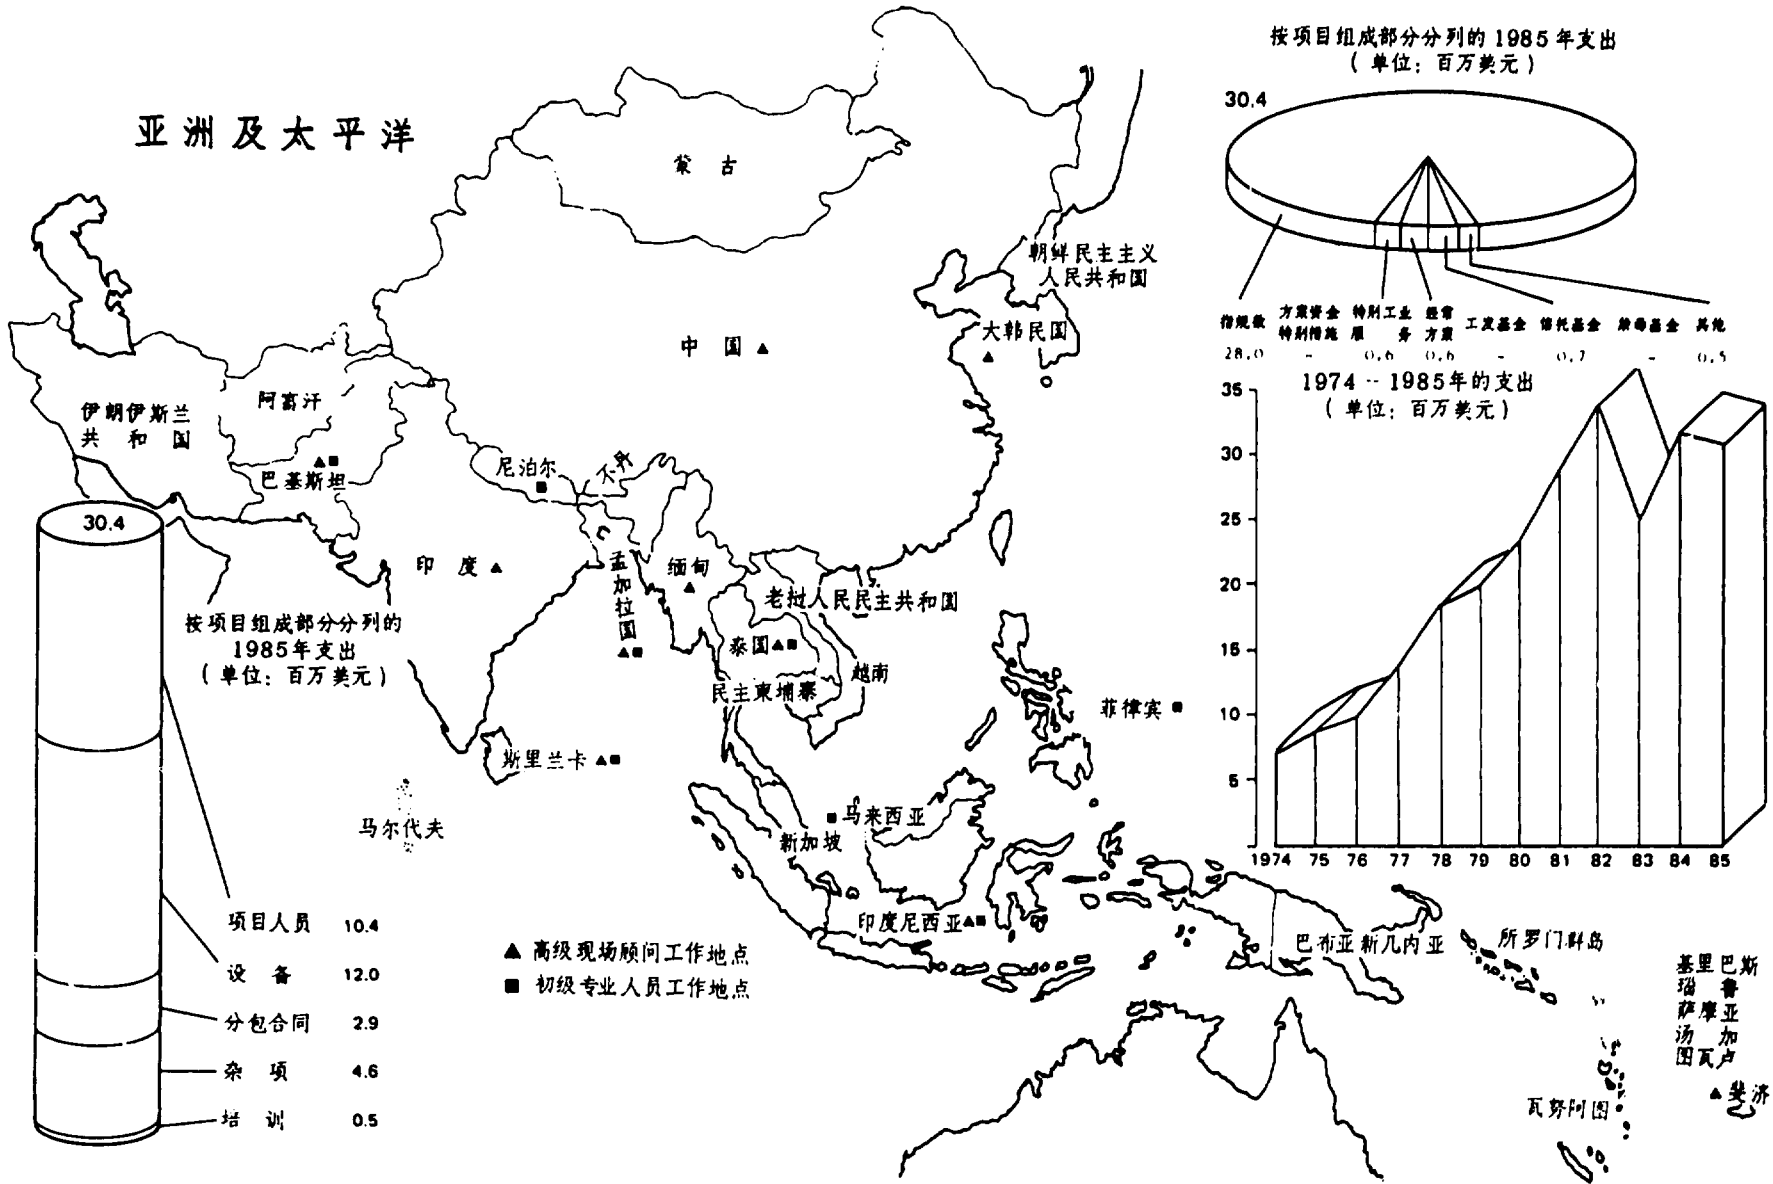 亚洲及太平洋
按项目组成部分分列的1985年支出
(单位：百万美元)
30.4
指规数
方案资金
特别措施
特别工业
服务
经常
方案
工发基金
信托基金
其他
28.0
-
0.6
0.6
-
0.7
-
0.5
1974--1985年的支出
(单位：百万美元)
35
30
25
20
15
10
5
1974
75
76
77
78
79
80
81
82
83
84
85
蒙古
朝鲜民主主义
人民共和国
大韩民国
中国
阿富汗
伊朗伊斯兰
共和国
巴基斯坦
尼泊尔
不丹
印度
孟加拉国
缅甸
老挝人民民主共和国
泰国
越南
民主柬埔寨
菲律宾
斯里兰卡
马尔代夫
马来西亚
新加坡
印度尼西亚
巴布亚新几内亚
所罗门群岛
基里巴斯
瑙鲁
萨摩亚
汤加
图瓦卢
斐济
瓦努阿图
30.4
按项目组成部分分列的
1985年支出
(单位：百万美元)
项目人员 10.4
设备 12.0
分包合同 2.9
杂项 4.6
培训 0.5
▲ 高级现场顾问工作地点
■ 初级专业人员工作地点